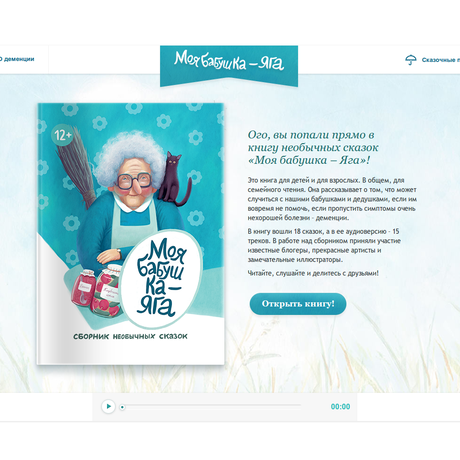 О деменции
Моя бабушка – Яга
Сказочные п
12+
Моя
бабуш
ка –
яга
СБОРНИК НЕОБЫЧНЫХ СКАЗОК
Ого, вы попали прямо в
книгу необычных сказок
«Моя бабушка – Яга»!
Это книга для детей и для взрослых. В общем, для
семейного чтения. Она рассказывает о том, что может
случиться с нашими бабушками и дедушками, если им
вовремя не помочь, если пропустить симптомы очень
нехорошей болезни - деменции.
В книгу вошли 18 сказок, а в ее аудиоверсию - 15
треков. В работе над сборником приняли участие
известные блогеры, прекрасные артисты и
замечательные иллюстраторы.
Читайте, слушайте и делитесь с друзьями!
Открыть книгу!
00:00